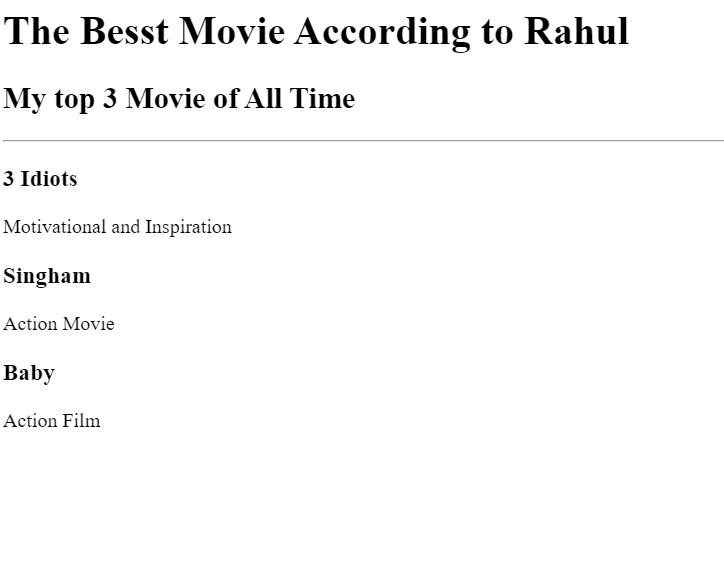 The Besst Movie According to Rahul
My top 3 Movie of All Time
3 Idiots
Motivational and Inspiration
Singham
Action Movie
Baby
Action Film